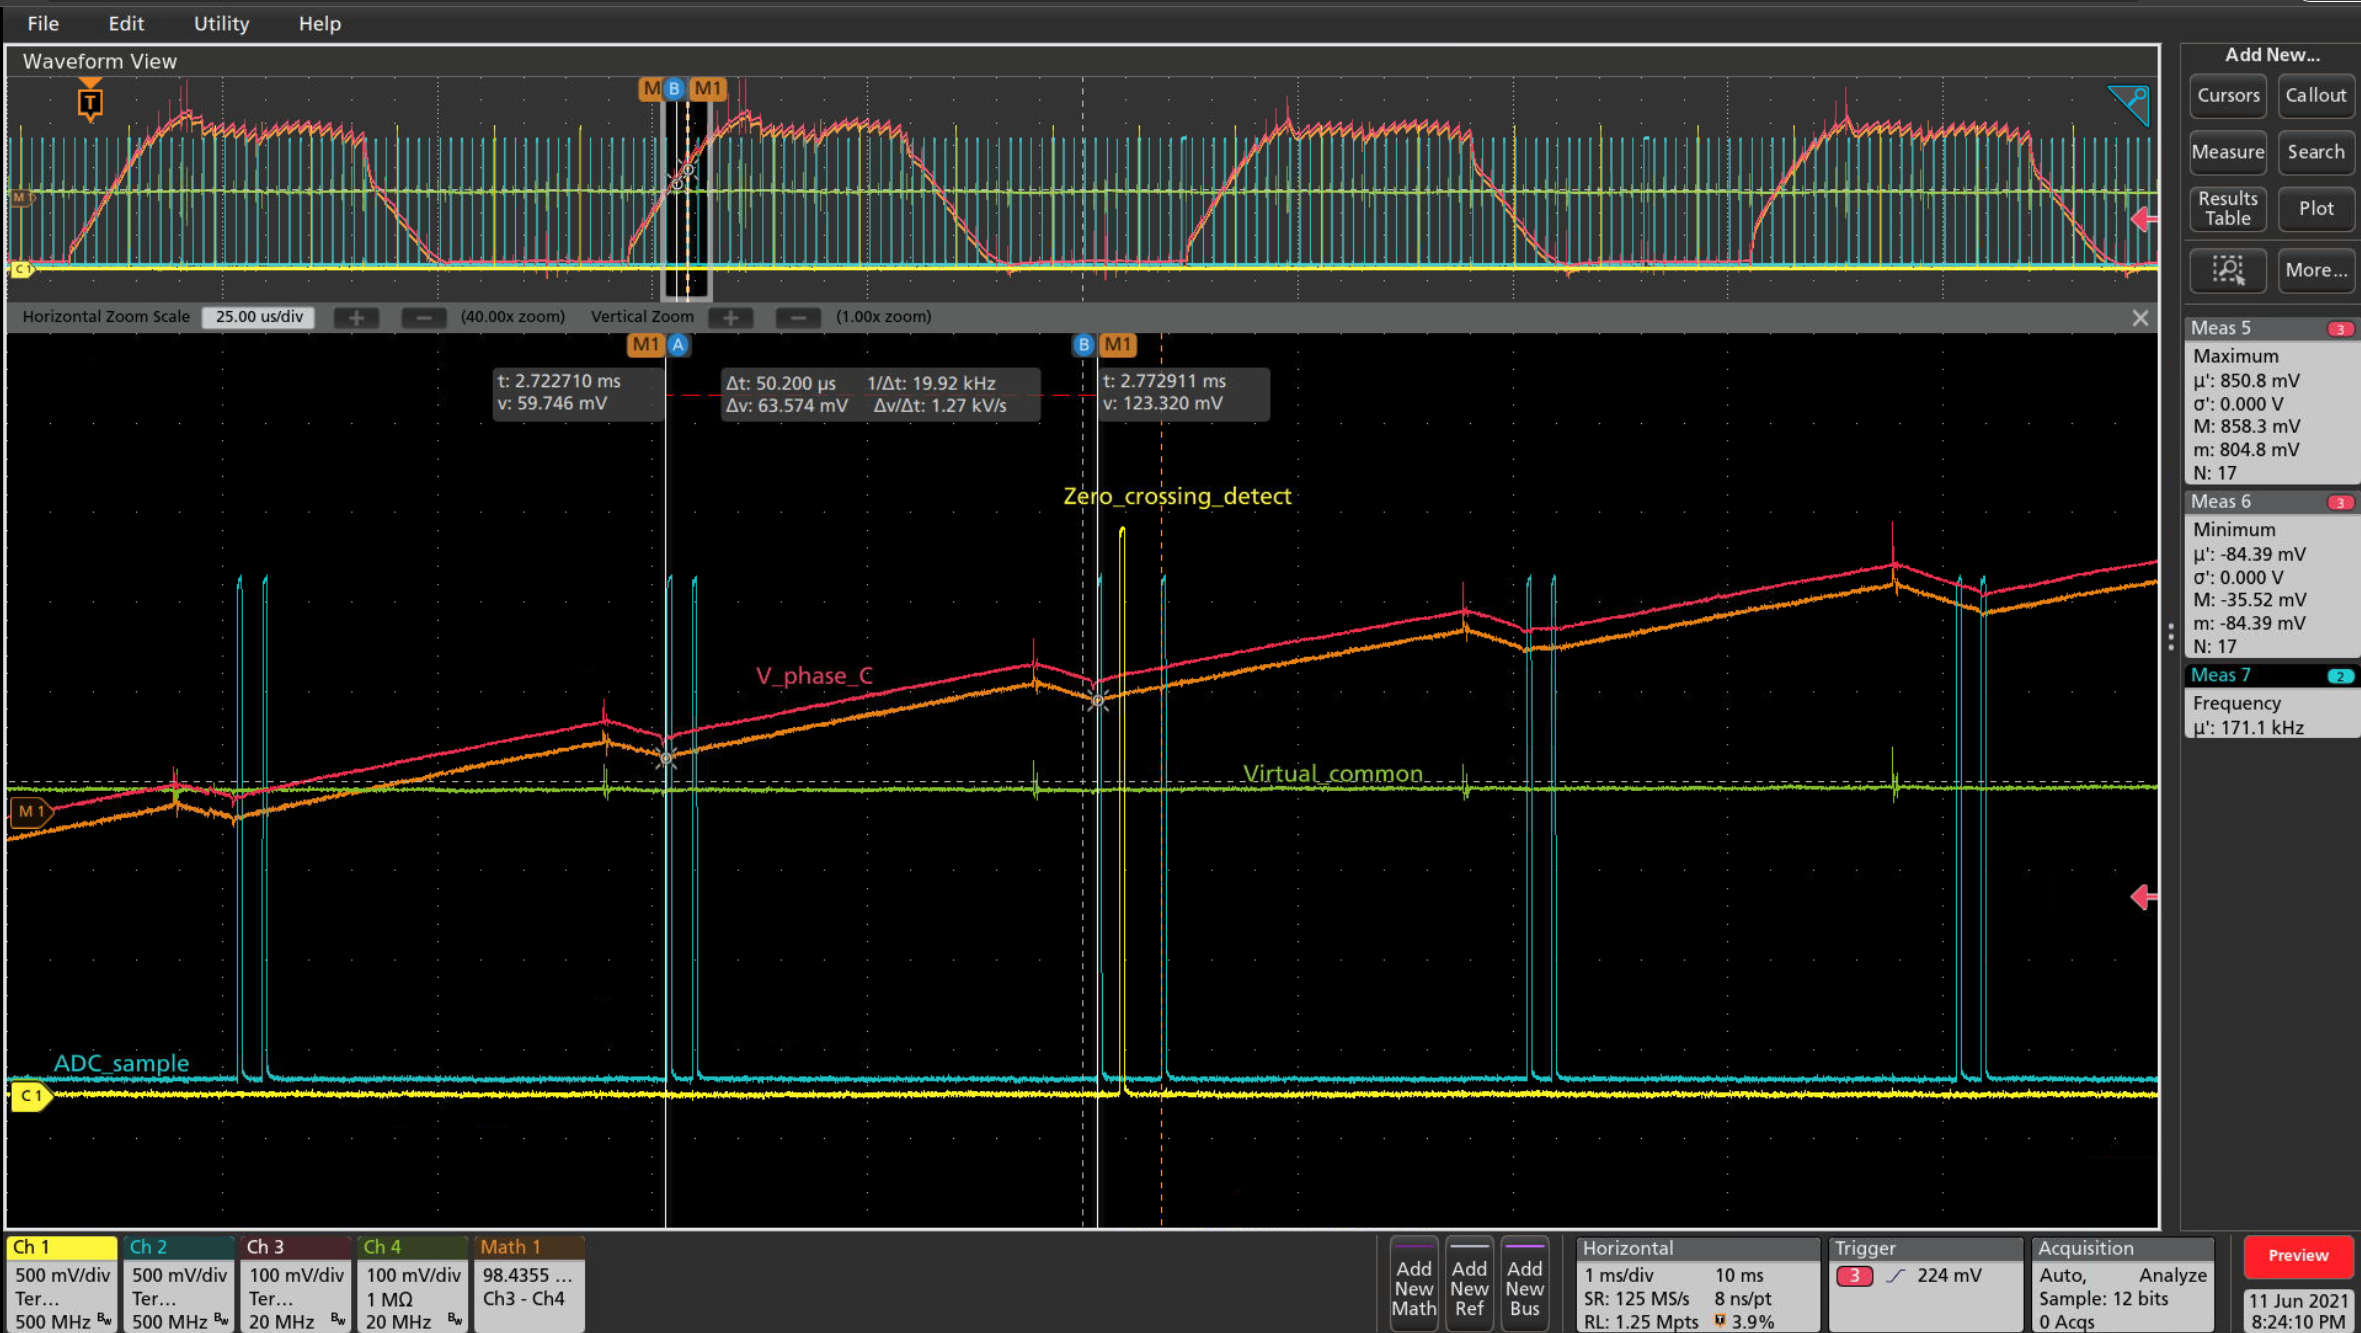 File Edit Utility Help
Waveform View
Add New...
Cursors Callout
Measure Search
Results Table Plot
More...
T
M B M1
M 1
C 1
Horizontal Zoom Scale 25.00 us/div + − (40.00x zoom) Vertical Zoom + − (1.00x zoom)
M1 A B M1
t: 2.722710 ms
v: 59.746 mV
Δt: 50.200 µs 1/Δt: 19.92 kHz
Δv: 63.574 mV Δv/Δt: 1.27 kV/s
t: 2.772911 ms
v: 123.320 mV
Zero_crossing_detect
V_phase_C
Virtual_common
M 1
ADC_sample
C 1
Meas 5 3
Maximum
µ': 850.8 mV
σ': 0.000 V
M: 858.3 mV
m: 804.8 mV
N: 17
Meas 6 3
Minimum
µ': -84.39 mV
σ': 0.000 V
M: -35.52 mV
m: -84.39 mV
N: 17
Meas 7 2
Frequency
µ': 171.1 kHz
Ch 1
500 mV/div
Ter...
500 MHz Bw
Ch 2
500 mV/div
Ter...
500 MHz Bw
Ch 3
100 mV/div
Ter...
20 MHz Bw
Ch 4
100 mV/div
1 MΩ
20 MHz Bw
Math 1
98.4355 ...
Ch3 - Ch4
Add
New
Math
Add
New
Ref
Add
New
Bus
Horizontal
1 ms/div 10 ms
SR: 125 MS/s 8 ns/pt
RL: 1.25 Mpts 3.9%
Trigger
3 224 mV
Acquisition
Auto, Analyze
Sample: 12 bits
0 Acqs
Preview
11 Jun 2021
8:24:10 PM